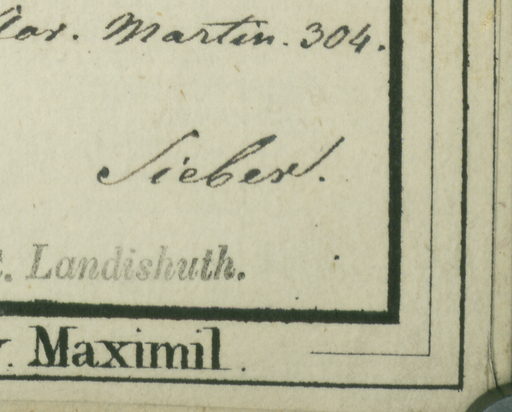 Martin. 304.
Sieber.
Landishuth.
Maximil.